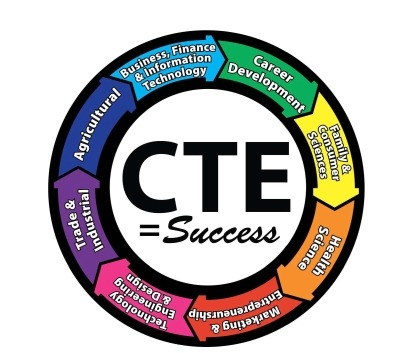 Business, Finance
& Information
Technology
Career
Development
Family &
Consumer
Sciences
Health
Science
Marketing &
Entrepreneurship
Technology
Engineering
& Design
Trade &
Industrial
Agricultural
CTE
=Success